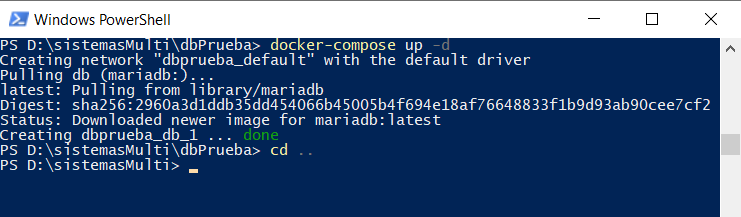 Windows PowerShell
PS D:\sistemasMulti\dbPrueba> docker-compose up -d
Creating network "dbprueba_default" with the default driver
Pulling db (mariadb:)...
latest: Pulling from library/mariadb
Digest: sha256:2960a3d1ddb35dd454066b45005b4f694e18af76648833f1b9d93ab90cee7cf2
Status: Downloaded newer image for mariadb:latest
Creating dbprueba_db_1 ... done
PS D:\sistemasMulti\dbPrueba> cd ..
PS D:\sistemasMulti>